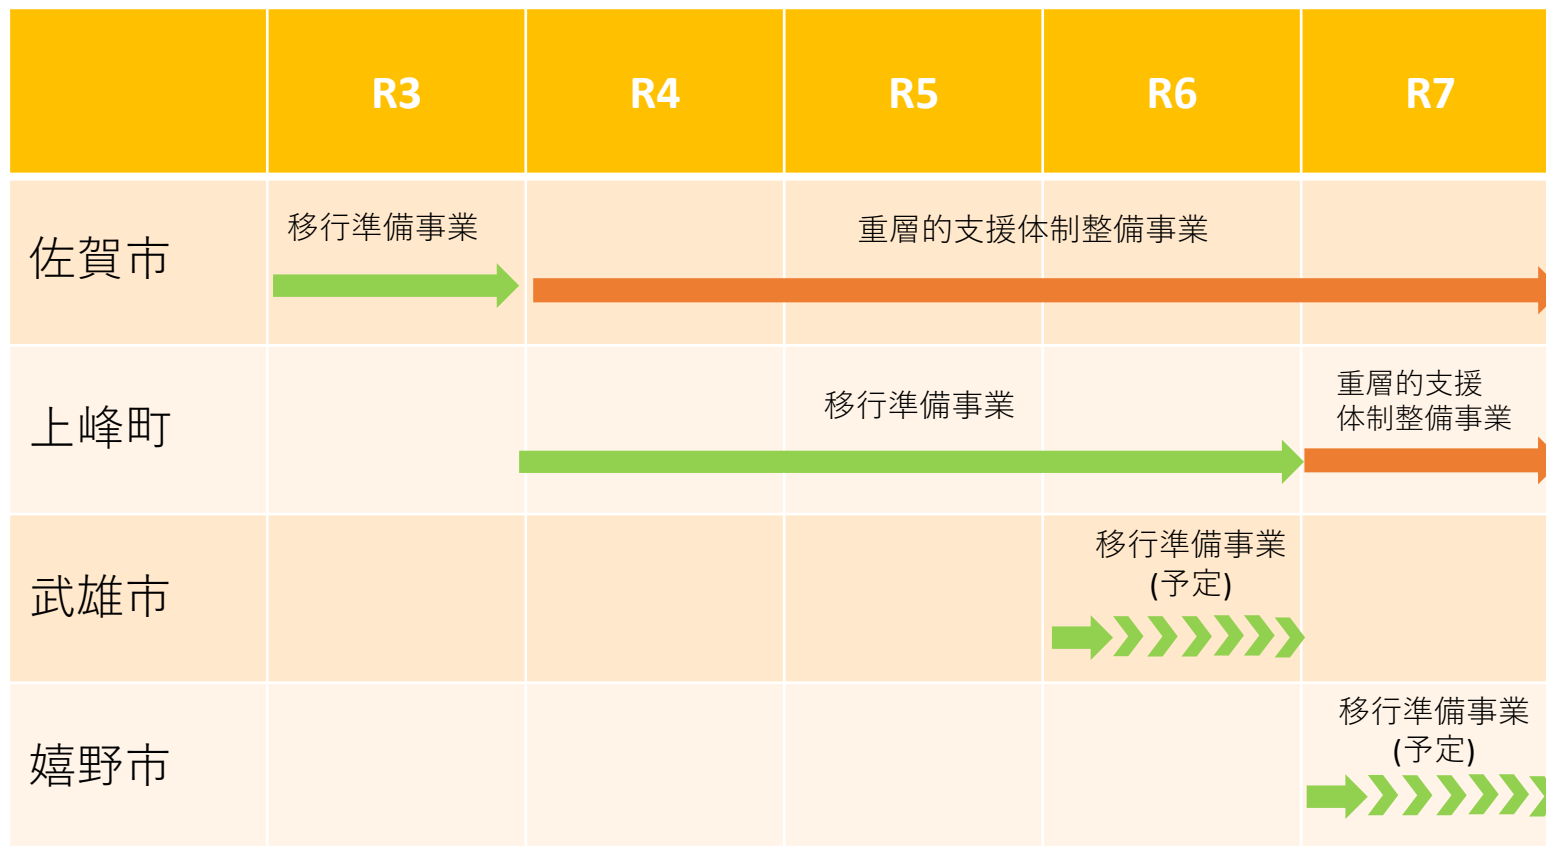 R3 R4 R5 R6 R7
佐賀市
移行準備事業
重層的支援体制整備事業
上峰町
移行準備事業
重層的支援
体制整備事業
武雄市
移行準備事業
(予定)
嬉野市
移行準備事業
(予定)